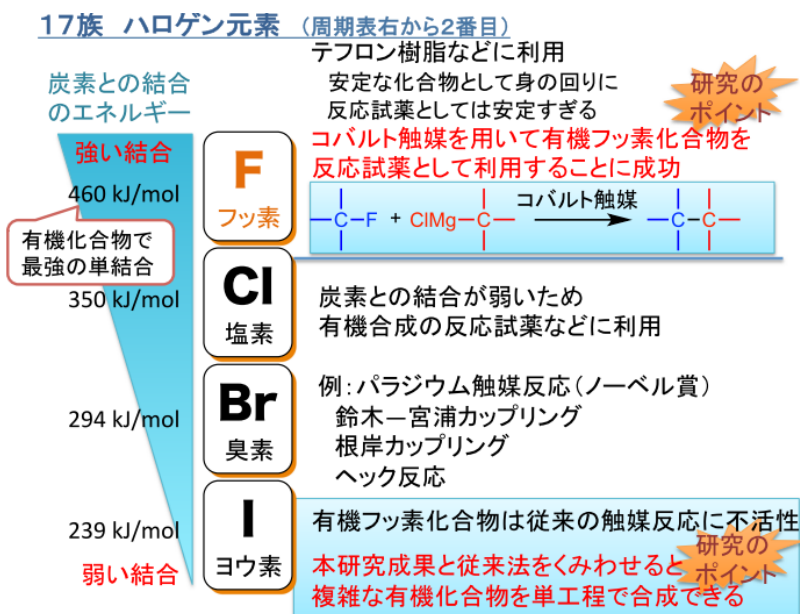 17族 ハロゲン元素 (周期表右から2番目)
炭素との結合
のエネルギー
強い結合
460 kJ/mol
有機化合物で
最強の単結合
350 kJ/mol
294 kJ/mol
239 kJ/mol
弱い結合
F
フッ素
Cl
塩素
Br
臭素
I
ヨウ素
テフロン樹脂などに利用
安定な化合物として身の回りに
反応試薬としては安定すぎる
研究の
ポイント
コバルト触媒を用いて有機フッ素化合物を
反応試薬として利用することに成功
C–F + ClMg–C コバルト触媒 C–C
炭素との結合が弱いため
有機合成の反応試薬などに利用
例:パラジウム触媒反応(ノーベル賞)
鈴木—宮浦カップリング
根岸カップリング
ヘック反応
有機フッ素化合物は従来の触媒反応に不活性
研究の
ポイント
本研究成果と従来法をくみわせると
複雑な有機化合物を単工程で合成できる